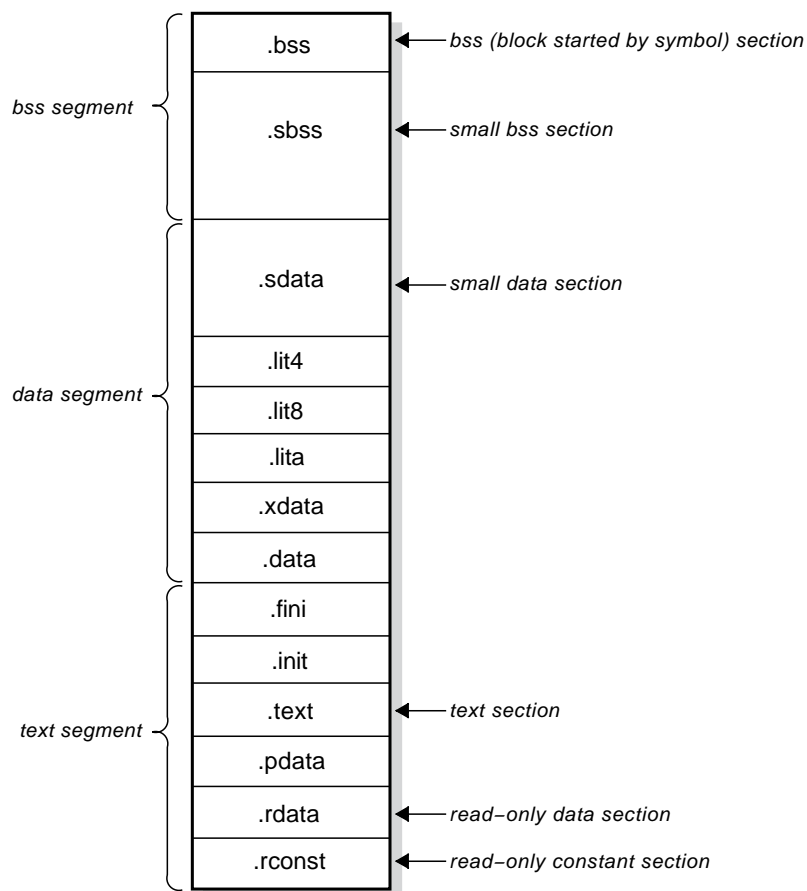 .bss
bss (block started by symbol) section
bss segment
.sbss
small bss section
.sdata
small data section
.lit4
data segment
.lit8
.lita
.xdata
.data
.fini
.init
.text
text section
text segment
.pdata
.rdata
read−only data section
.rconst
read−only constant section